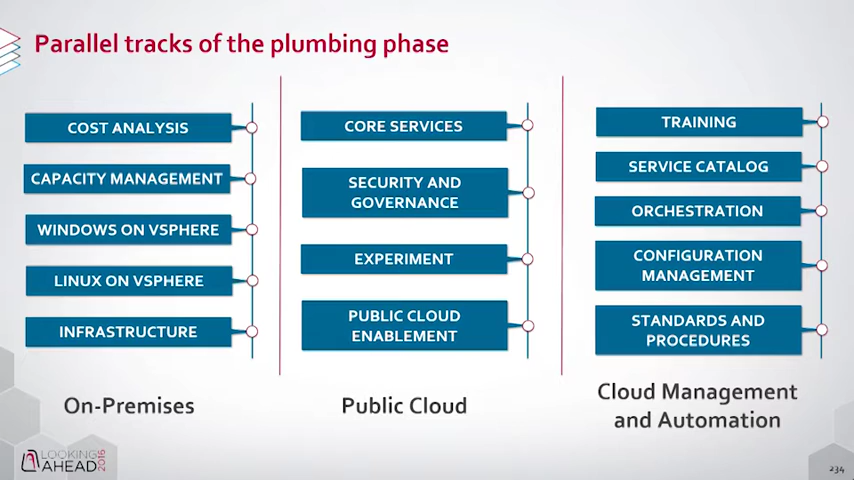 Parallel tracks of the plumbing phase
COST ANALYSIS
CAPACITY MANAGEMENT
WINDOWS ON VSPHERE
LINUX ON VSPHERE
INFRASTRUCTURE
On-Premises
CORE SERVICES
SECURITY AND
GOVERNANCE
EXPERIMENT
PUBLIC CLOUD
ENABLEMENT
Public Cloud
TRAINING
SERVICE CATALOG
ORCHESTRATION
CONFIGURATION
MANAGEMENT
STANDARDS AND
PROCEDURES
Cloud Management
and Automation
LOOKING
AHEAD
2016
234